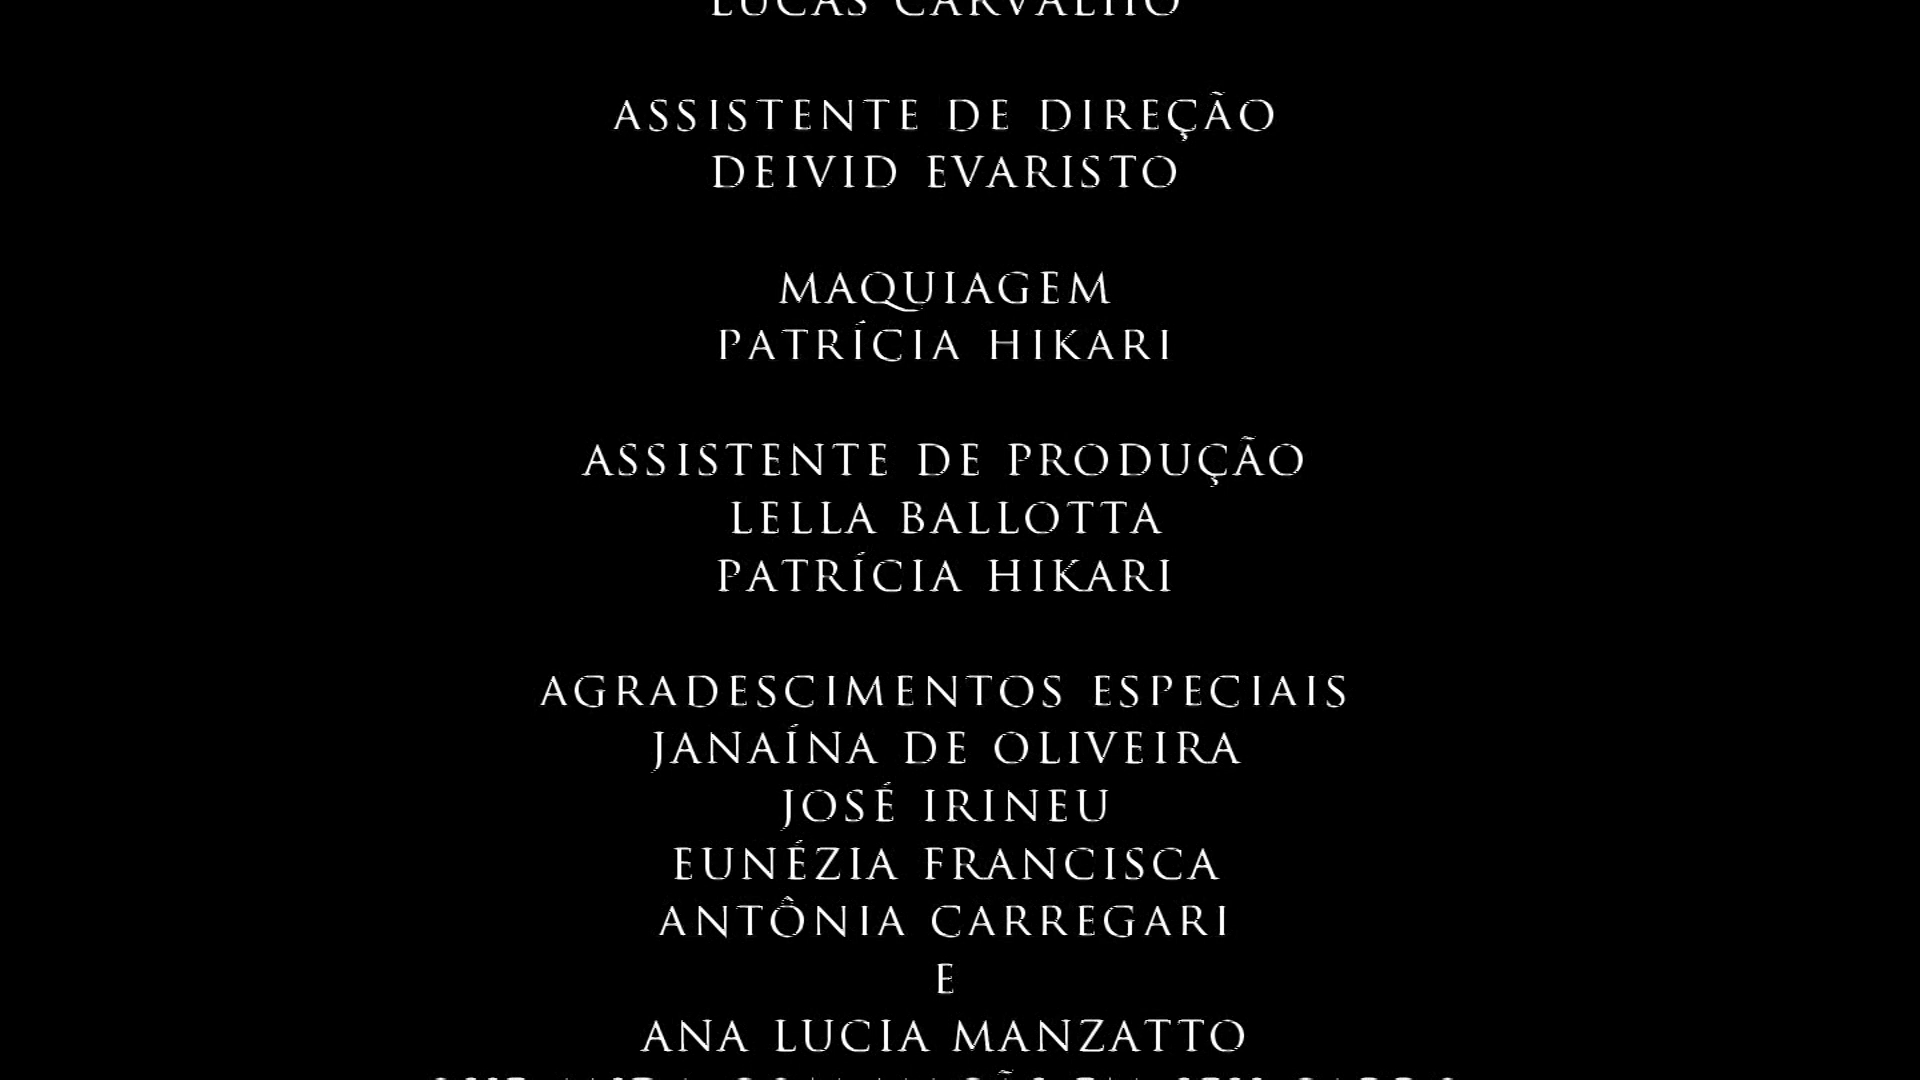 LUCAS CARVALHO
ASSISTENTE DE DIREÇÃO
DEIVID EVARISTO
MAQUIAGEM
PATRÍCIA HIKARI
ASSISTENTE DE PRODUÇÃO
LELLA BALLOTTA
PATRÍCIA HIKARI
AGRADESCIMENTOS ESPECIAIS
JANAÍNA DE OLIVEIRA
JOSÉ IRINEU
EUNÉZIA FRANCISCA
ANTÔNIA CARREGARI
E
ANA LUCIA MANZATTO